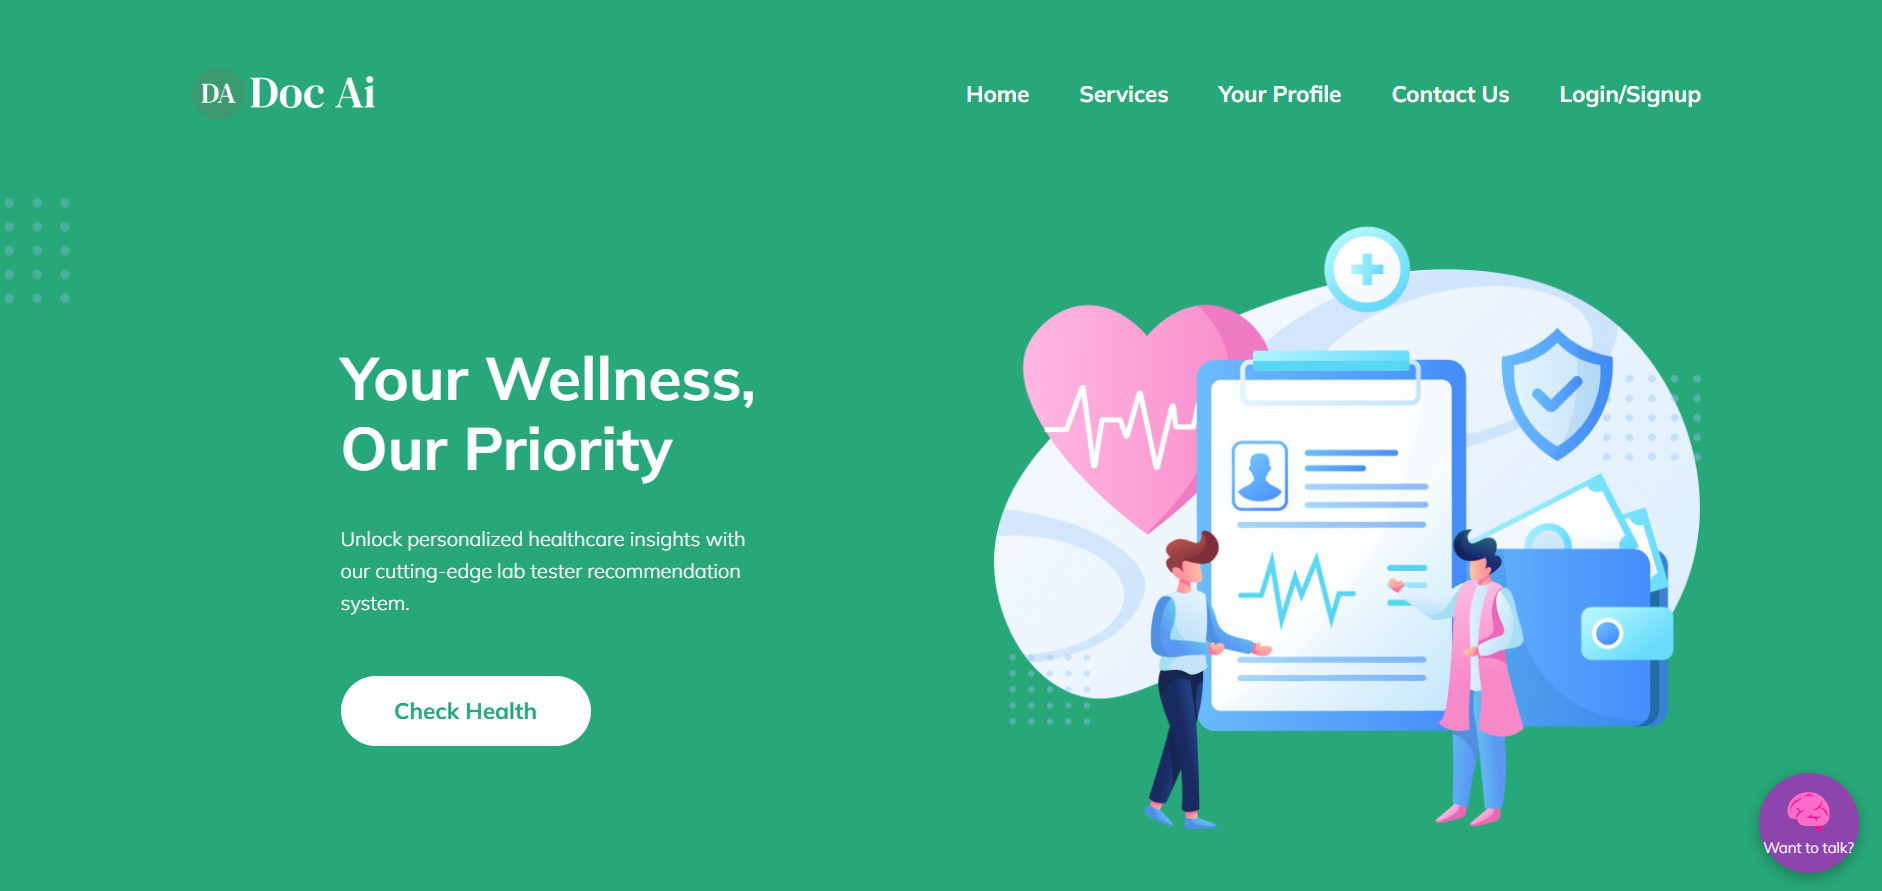 DA Doc Ai
Home Services Your Profile Contact Us Login/Signup
Your Wellness,
Our Priority
Unlock personalized healthcare insights with
our cutting-edge lab tester recommendation
system.
Check Health
Want to talk?